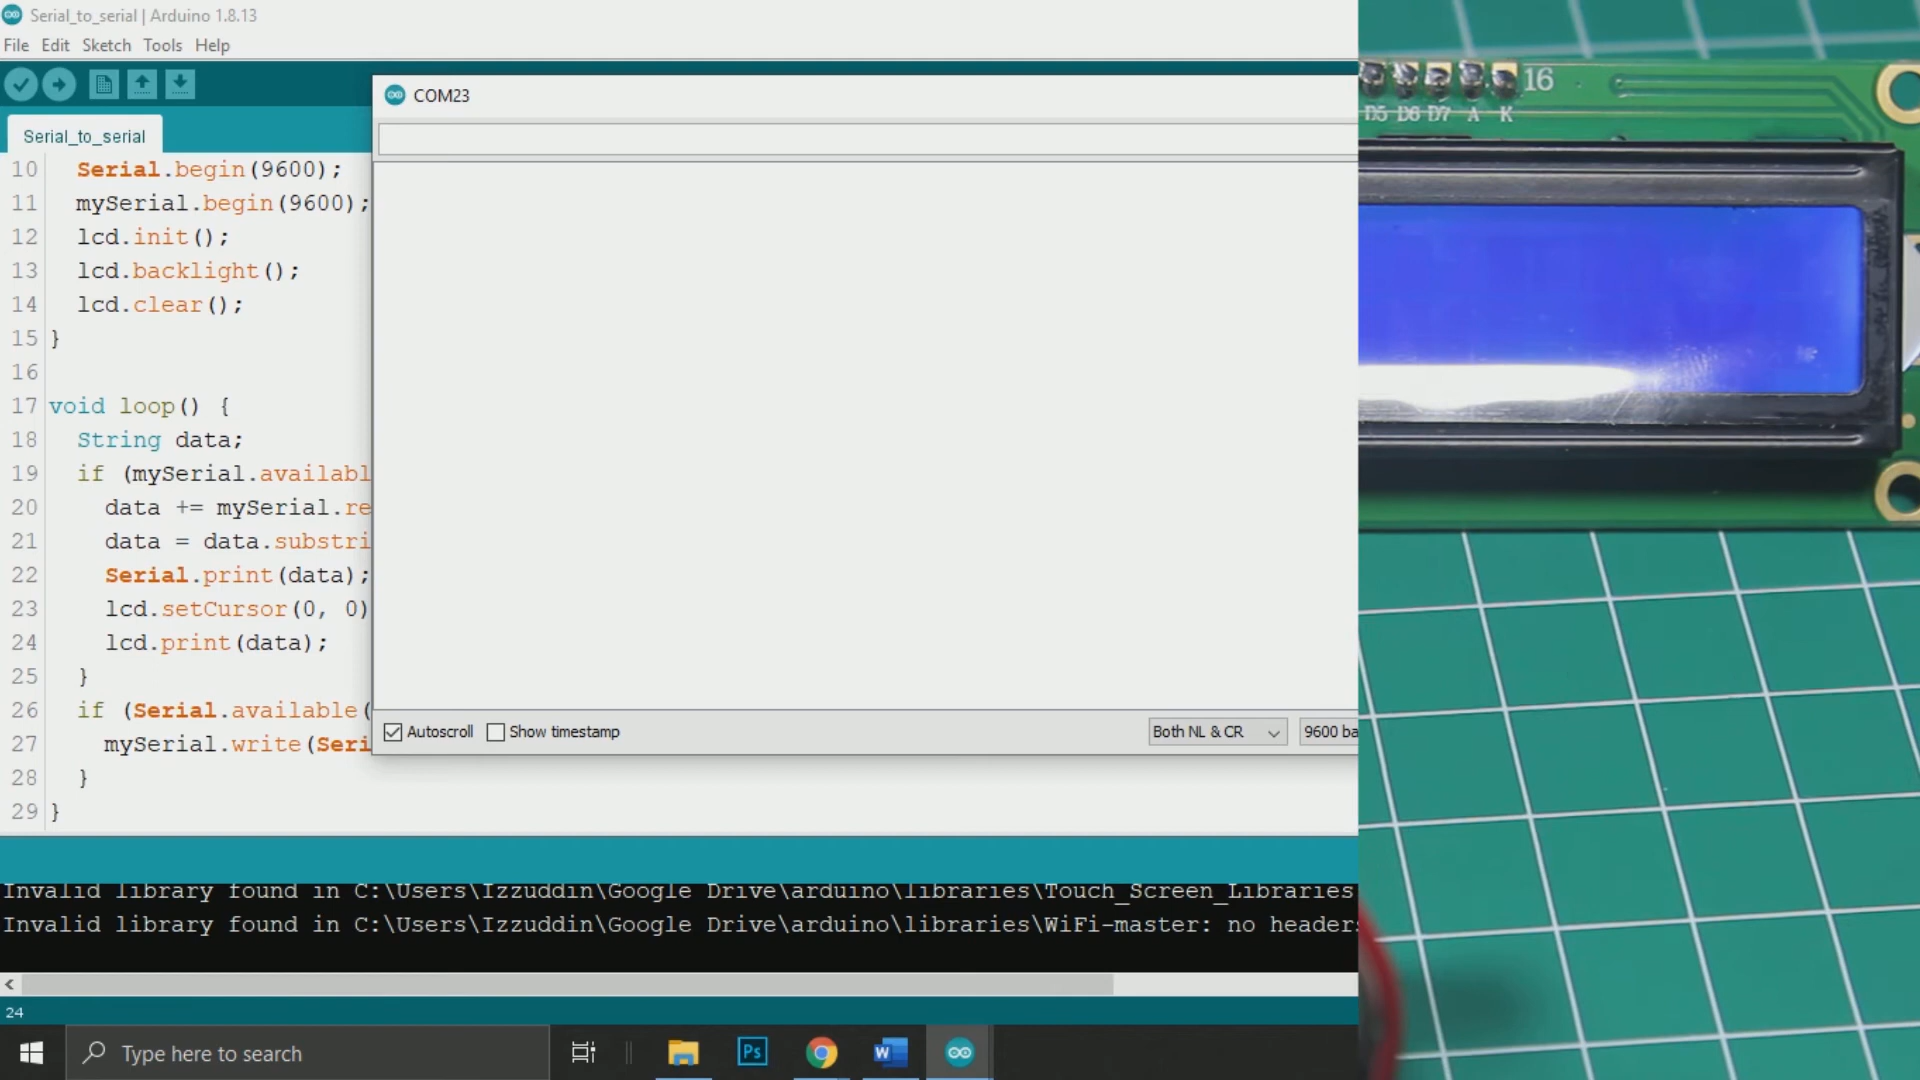 Serial_to_serial | Arduino 1.8.13
File Edit Sketch Tools Help
COM23
Serial_to_serial
10 Serial.begin(9600);
11 mySerial.begin(9600);
12 lcd.init();
13 lcd.backlight();
14 lcd.clear();
15 }
16
17 void loop() {
18 String data;
19 if (mySerial.availabl
20 data += mySerial.re
21 data = data.substri
22 Serial.print(data);
23 lcd.setCursor(0, 0)
24 lcd.print(data);
25 }
26 if (Serial.available(
27 mySerial.write(Seri
28 }
29 }
Autoscroll Show timestamp Both NL & CR 9600 ba
Invalid library found in C:\Users\Izzuddin\Google Drive\arduino\libraries\Touch_Screen_Libraries
Invalid library found in C:\Users\Izzuddin\Google Drive\arduino\libraries\WiFi-master: no headers
24
Type here to search
Ps
W
16
D5 D6 D7 A K